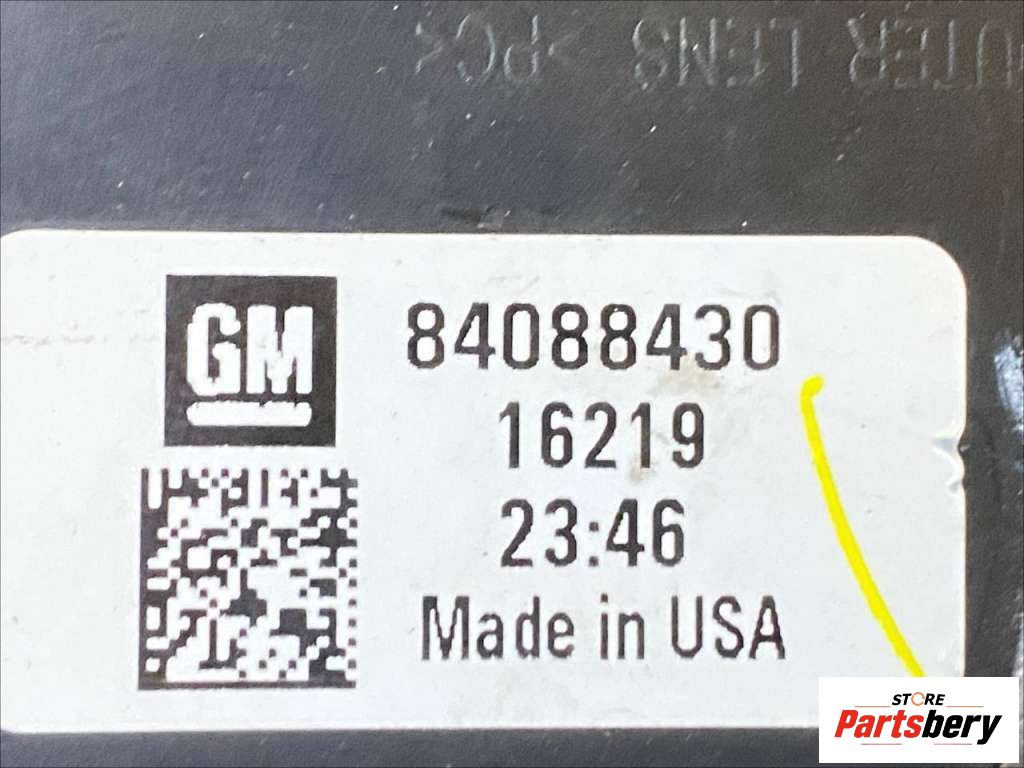 OUTER LENS >PC<
GM
84088430
16219
23:46
Made in USA
STORE
Partsbery